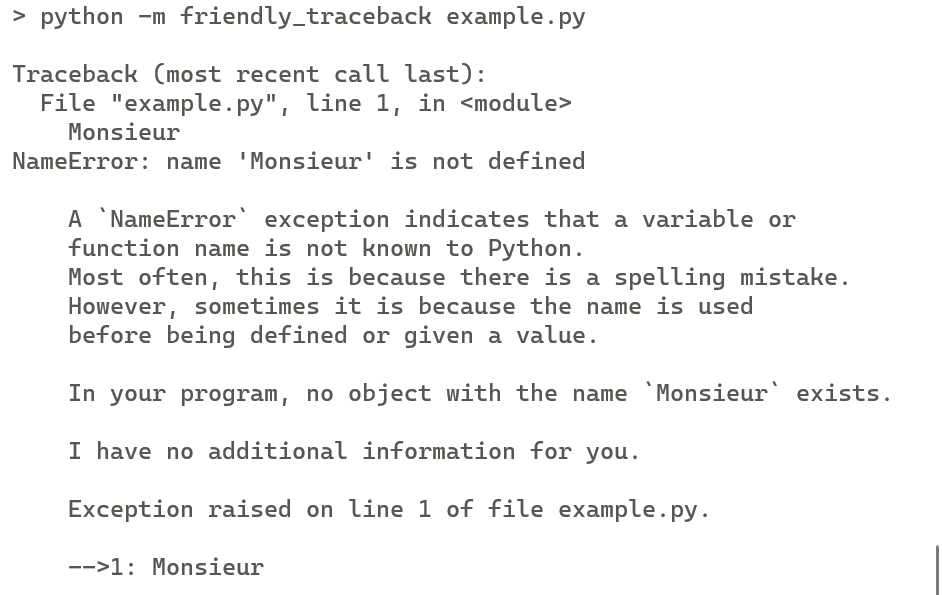 > python -m friendly_traceback example.py
Traceback (most recent call last):
  File "example.py", line 1, in <module>
    Monsieur
NameError: name 'Monsieur' is not defined
    A `NameError` exception indicates that a variable or
    function name is not known to Python.
    Most often, this is because there is a spelling mistake.
    However, sometimes it is because the name is used
    before being defined or given a value.
    In your program, no object with the name `Monsieur` exists.
    I have no additional information for you.
    Exception raised on line 1 of file example.py.
    -->1: Monsieur